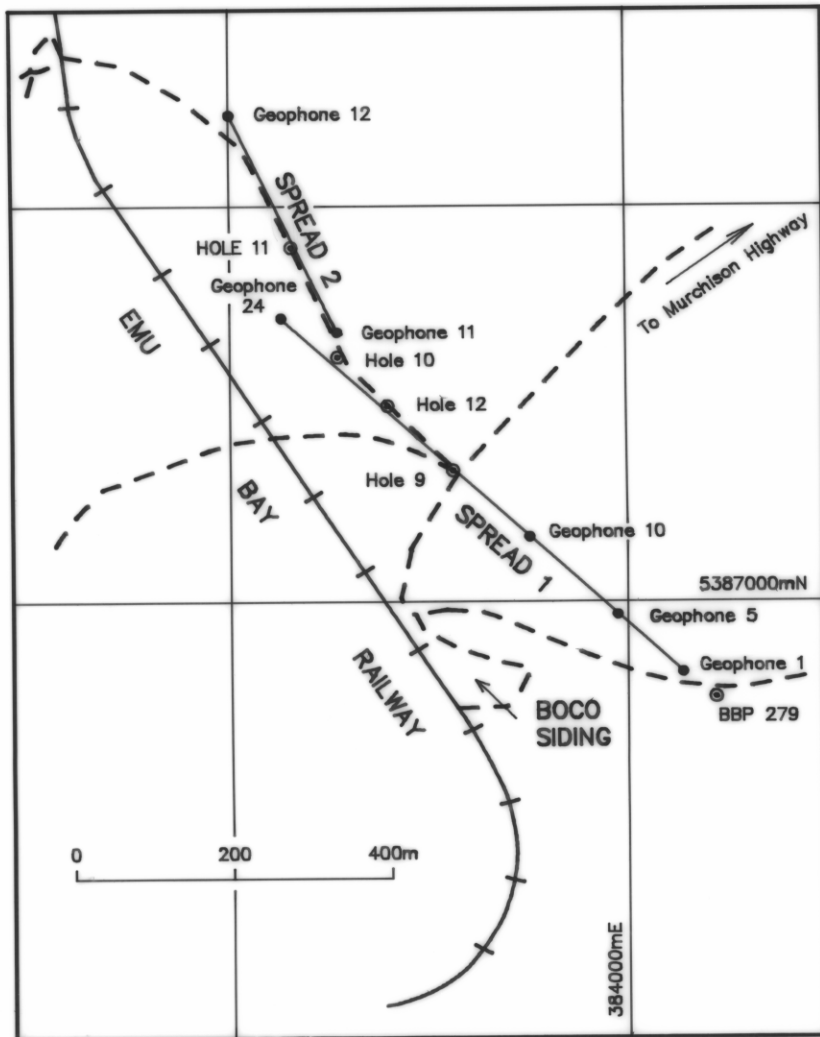 Geophone 12
SPREAD 2
HOLE 11
Geophone
24
To Murchison Highway
EMU
Geophone 11
Hole 10
Hole 12
BAY
Hole 9
SPREAD 1
Geophone 10
5387000mN
Geophone 5
RAILWAY
Geophone 1
BOCO
SIDING
BBP 279
0 200 400m
384000mE